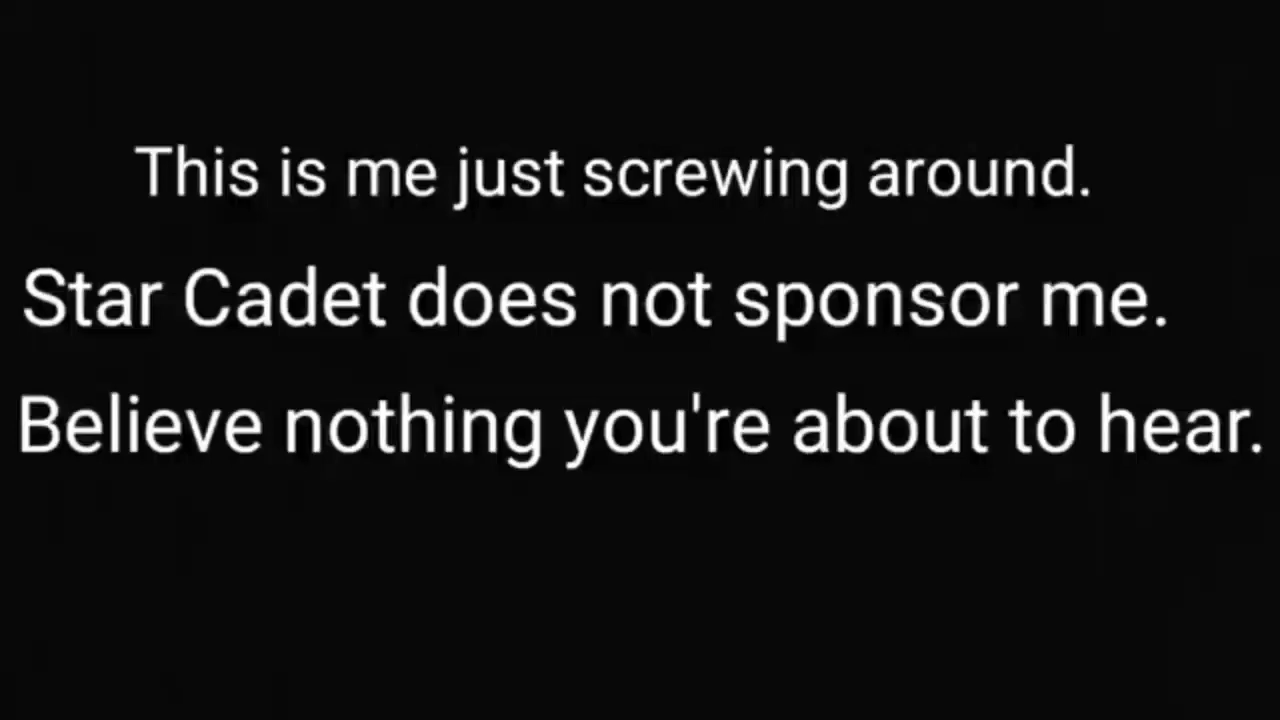 This is me just screwing around.
Star Cadet does not sponsor me.
Believe nothing you're about to hear.